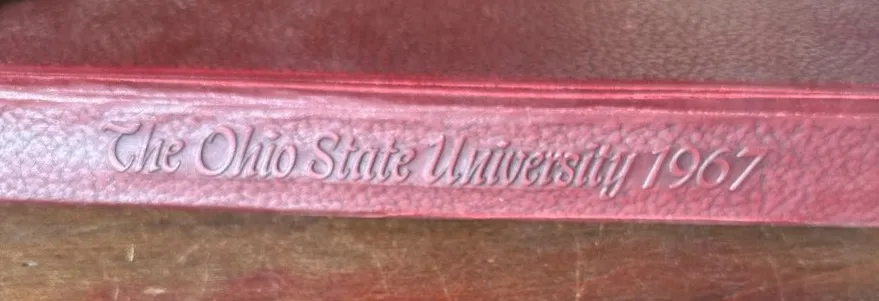 The Ohio State University 1967